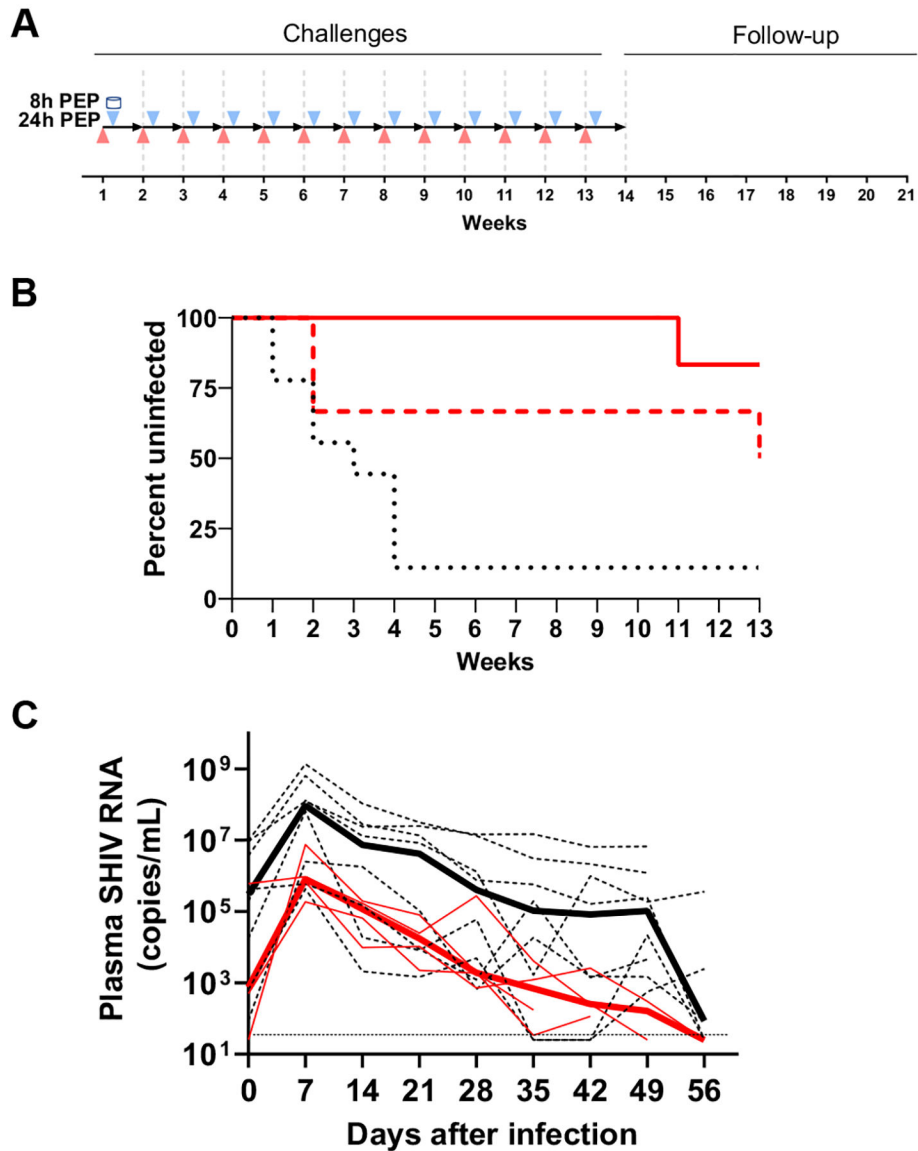 A
Challenges Follow-up
8h PEP
24h PEP
1 2 3 4 5 6 7 8 9 10 11 12 13 14 15 16 17 18 19 20 21
Weeks
B
Percent uninfected
100
75
50
25
0
0 1 2 3 4 5 6 7 8 9 10 11 12 13
Weeks
C
Plasma SHIV RNA
(copies/mL)
10⁹
10⁷
10⁵
10³
10¹
0 7 14 21 28 35 42 49 56
Days after infection